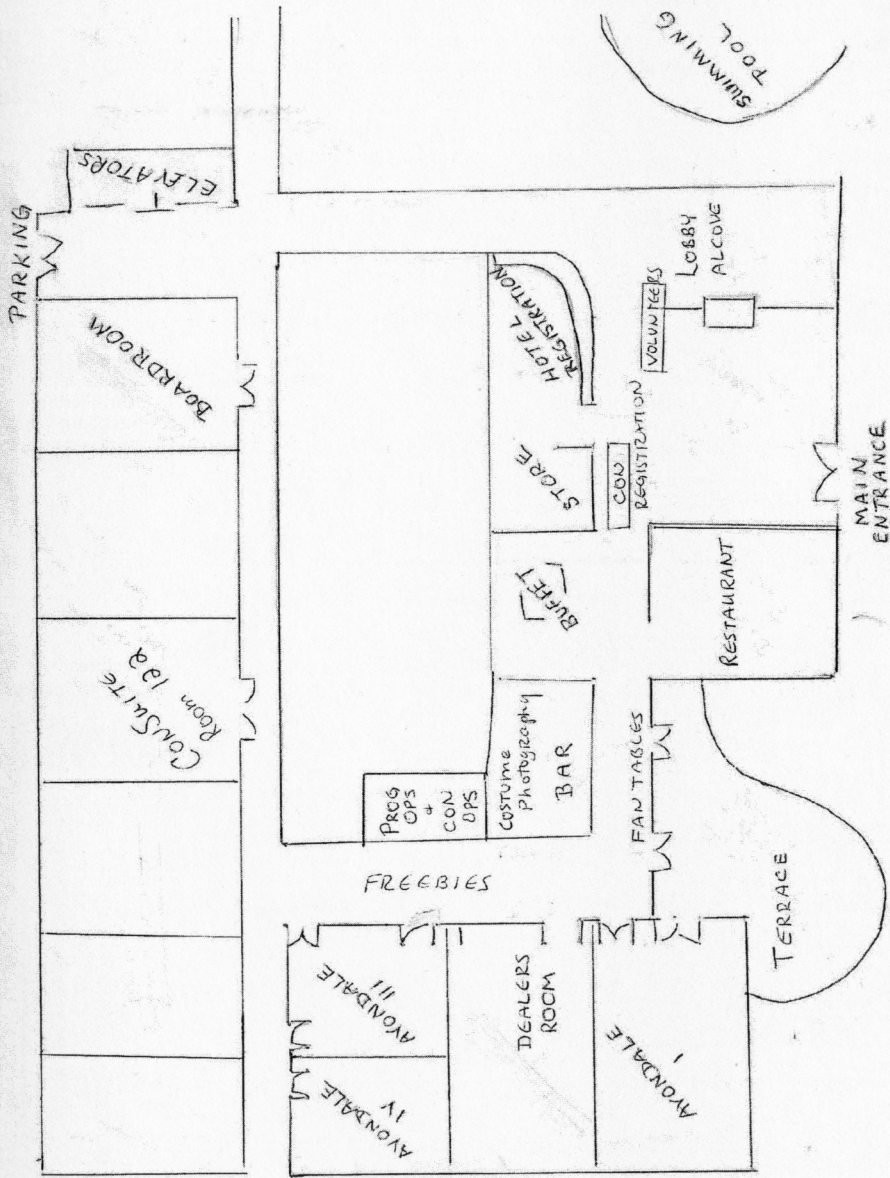 PARKING
ELEVATORS
SWIMMING
POOL
BOARDROOM
CONSUITE
Room 122
HOTEL
REGISTRATION
VOLUNTEERS
LOBBY
ALCOVE
STORE
CON
REGISTRATION
MAIN
ENTRANCE
BUFFET
RESTAURANT
PROG
OPS
+
CON
OPS
COSTUME
Photography
BAR
FAN TABLES
FREEBIES
TERRACE
AVONDALE
III
AVONDALE
IV
DEALERS
ROOM
AVONDALE
I